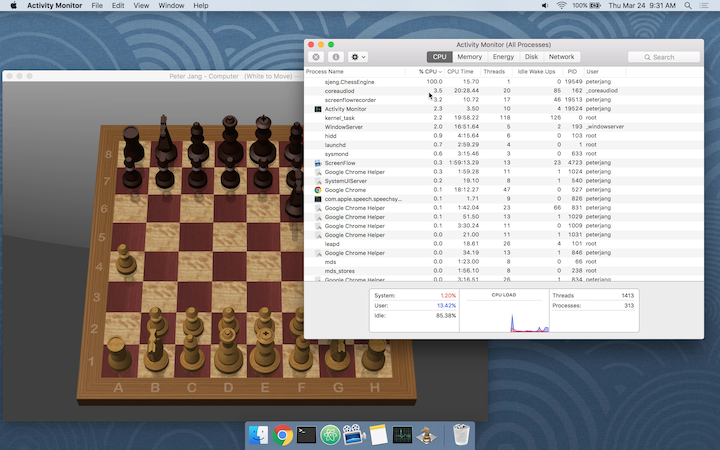 Activity Monitor File Edit View Window Help 100% Thu Mar 24 9:31 AM
Activity Monitor (All Processes)
CPU Memory Energy Disk Network Search
Peter Jang - Computer (White to Move)
Process Name % CPU CPU Time Threads Idle Wake Ups PID User
sjeng.ChessEngine 100.0 15.70 1 0 19549 peterjang
coreaudiod 3.5 20:28.44 20 85 162 _coreaudiod
screenflowrecorder 3.2 10.72 17 46 19513 peterjang
Activity Monitor 2.3 3.50 10 4 19524 peterjang
kernel_task 2.2 19:58.22 118 126 0 root
WindowServer 2.0 16:51.64 5 2 193 _windowserver
hidd 0.9 4:15.64 6 0 103 root
launchd 0.7 2:59.29 4 0 1 root
sysmond 0.6 3:15.46 3 0 633 root
ScreenFlow 0.3 1:59:13.29 13 23 4723 peterjang
Google Chrome Helper 0.3 1:59.28 11 1 1024 peterjang
SystemUIServer 0.2 19.10 8 1 540 peterjang
Google Chrome 0.1 18:12.27 47 0 527 peterjang
com.apple.speech.speechsy... 0.1 1.71 9 0 826 peterjang
Google Chrome Helper 0.1 1:42.04 23 66 831 peterjang
Google Chrome Helper 0.1 51.50 13 1 1029 peterjang
Google Chrome Helper 0.1 3:30.24 11 0 1009 peterjang
Google Chrome Helper 0.0 21.00 11 1 1031 peterjang
leapd 0.0 18.61 26 4 101 root
Google Chrome Helper 0.0 34.19 13 1 846 peterjang
mds 0.0 1:23.00 8 0 66 root
mds_stores 0.0 1:56.10 8 0 234 root
Google Chrome Helper 0.0 3:16.51 26 1 836 peterjang
System: 1.20% CPU LOAD Threads 1413
User: 13.42% Processes: 313
Idle: 85.38%
8
7
6
5
4
3
2
1
A B C D E F G H